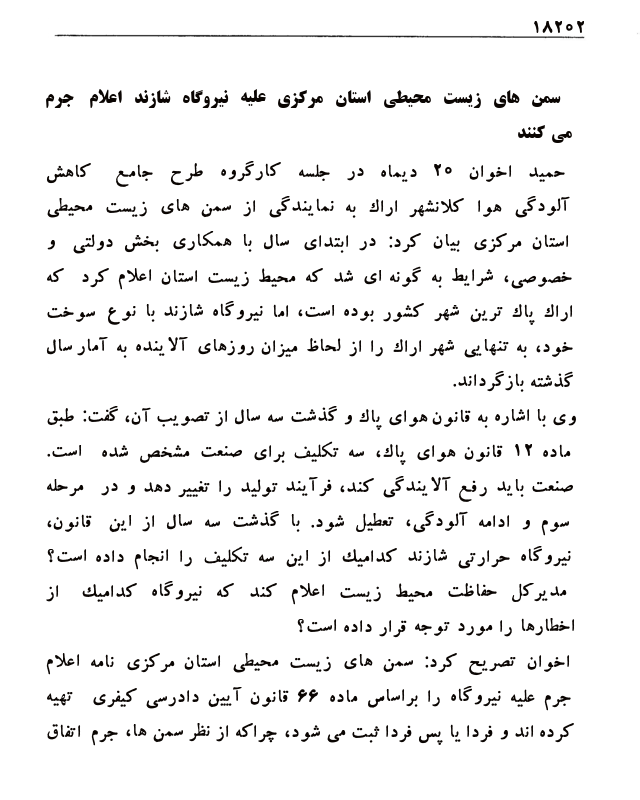 ۱۸۲۰۲
سمن های زیست محیطی استان مرکزی علیه نیروگاه شازند اعلام جرم
می کنند
حمید اخوان ۲۰ دیماه در جلسه کارگروه طرح جامع کاهش
آلودگی هوا کلانشهر اراك به نمایندگی از سمن های زیست محیطی
استان مرکزی بیان کرد: در ابتدای سال با همکاری بخش دولتی و
خصوصی، شرایط به گونه ای شد که محیط زیست استان اعلام کرد که
اراك پاك ترین شهر کشور بوده است، اما نیروگاه شازند با نوع سوخت
خود، به تنهایی شهر اراك را از لحاظ میزان روزهای آلاینده به آمار سال
گذشته بازگرداند.
وی با اشاره به قانون هوای پاك و گذشت سه سال از تصویب آن، گفت: طبق
ماده ۱۲ قانون هوای پاك، سه تکلیف برای صنعت مشخص شده است.
صنعت باید رفع آلایندگی کند، فرآیند تولید را تغییر دهد و در مرحله
سوم و ادامه آلودگی، تعطیل شود. با گذشت سه سال از این قانون،
نیروگاه حرارتی شازند کدامیك از این سه تکلیف را انجام داده است؟
مدیرکل حفاظت محیط زیست اعلام کند که نیروگاه کدامیك از
اخطارها را مورد توجه قرار داده است؟
اخوان تصریح کرد: سمن های زیست محیطی استان مرکزی نامه اعلام
جرم علیه نیروگاه را براساس ماده ۶۶ قانون آیین دادرسی کیفری تهیه
کرده اند و فردا یا پس فردا ثبت می شود، چراکه از نظر سمن ها، جرم اتفاق